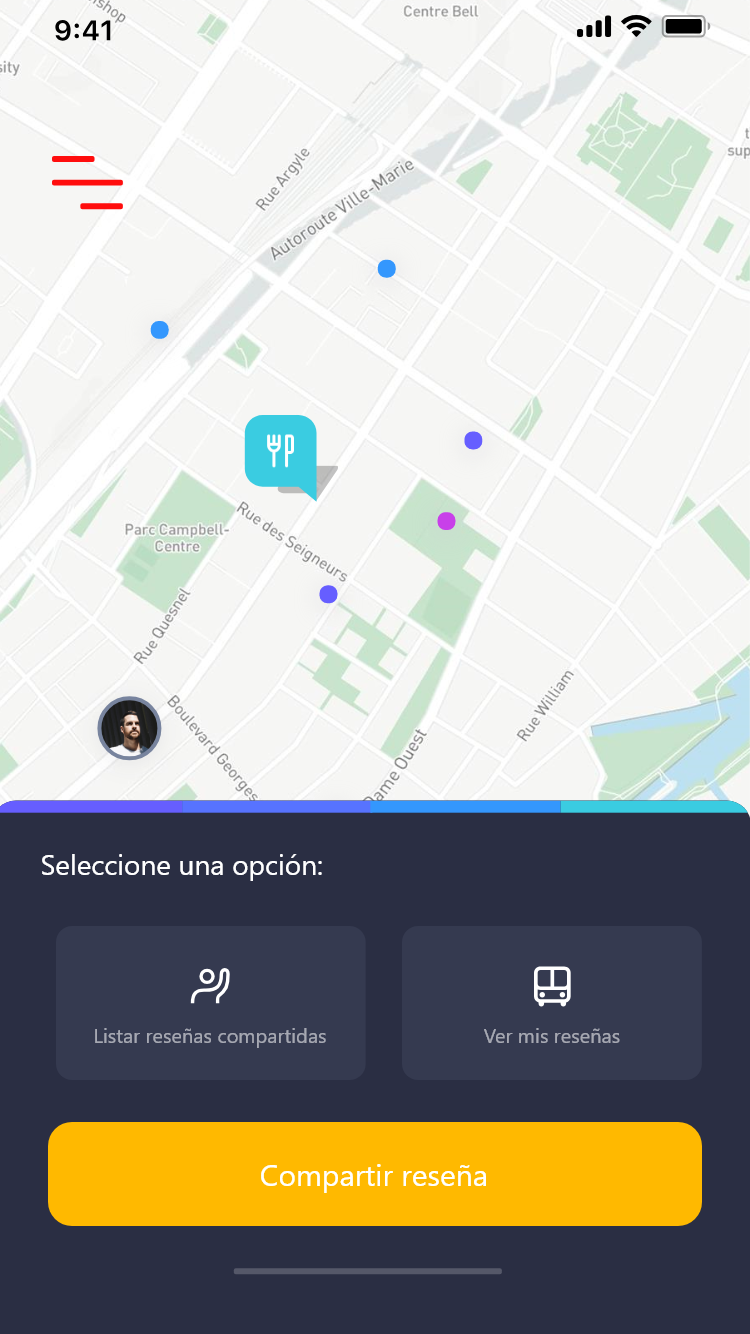 shop
Centre Bell
9:41
sity
t
sup
Rue Argyle
Autoroute Ville-Marie
Parc Campbell-
Centre
Rue des Seigneurs
Rue Quesnel
Rue William
Boulevard Georges
Dame Ouest
Seleccione una opción:
Listar reseñas compartidas
Ver mis reseñas
Compartir reseña